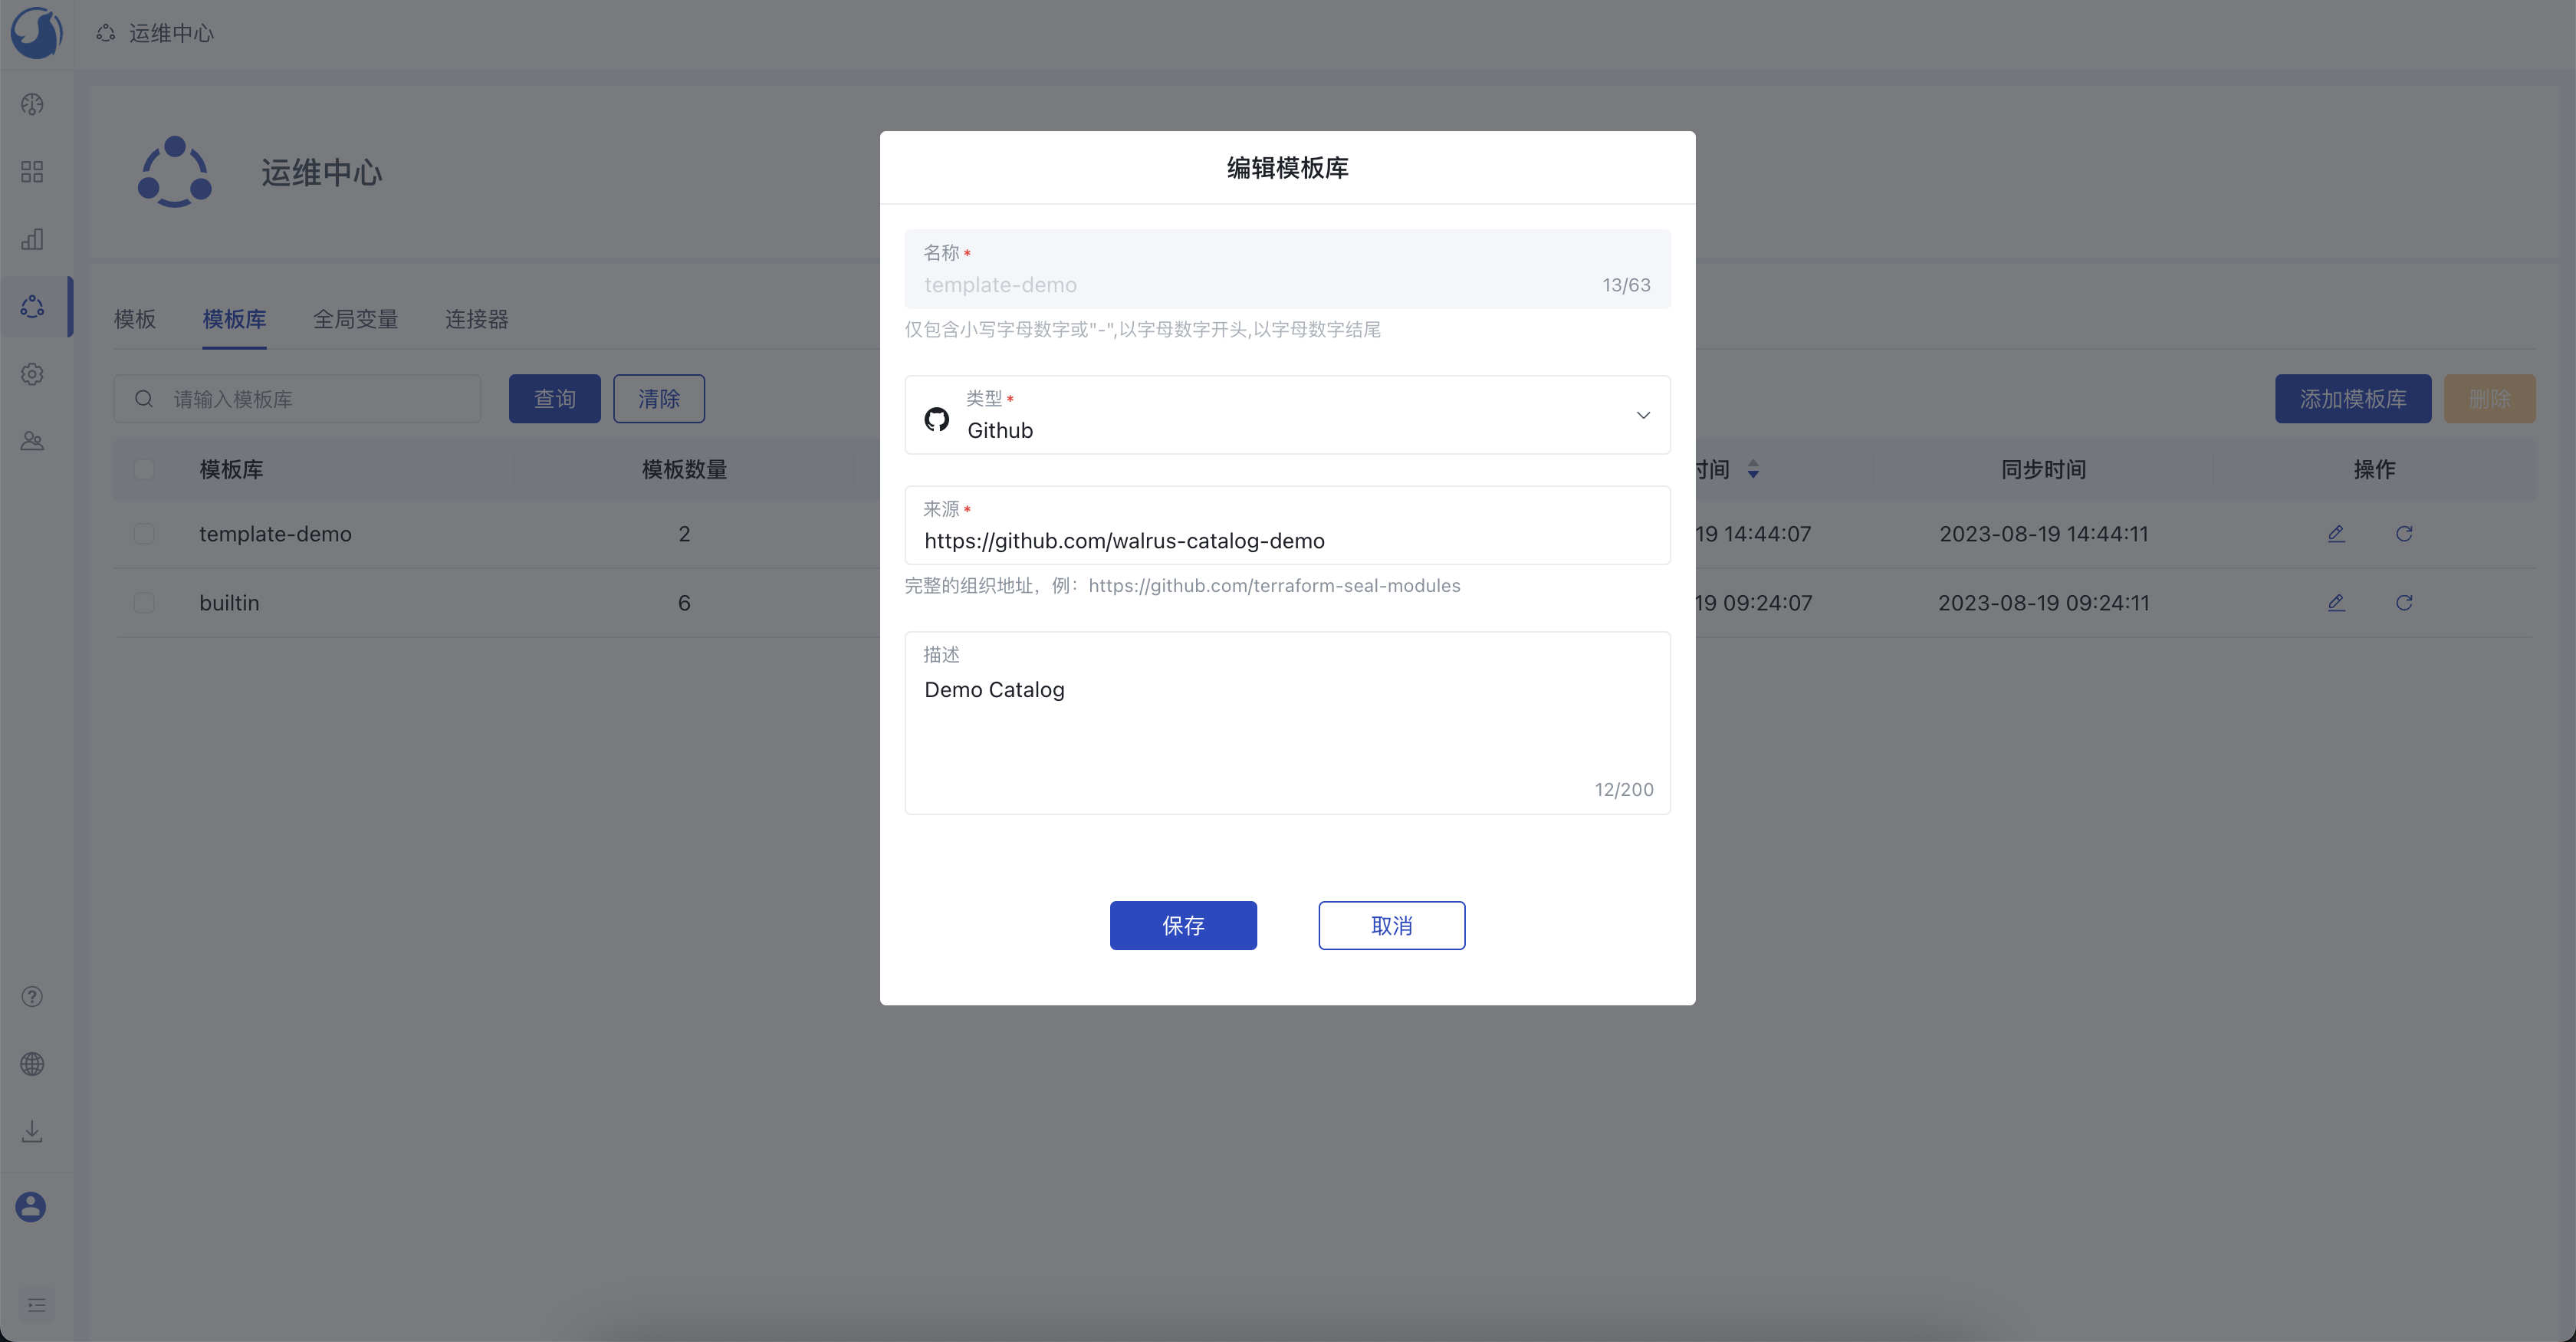 运维中心
运维中心
模板 模板库 全局变量 连接器
请输入模板库 查询 清除 添加模板库 删除
模板库 模板数量 时间 同步时间 操作
template-demo 2 19 14:44:07 2023-08-19 14:44:11
builtin 6 19 09:24:07 2023-08-19 09:24:11
编辑模板库
名称 *
template-demo 13/63
仅包含小写字母数字或"-",以字母数字开头,以字母数字结尾
类型 *
Github
来源 *
https://github.com/walrus-catalog-demo
完整的组织地址，例：https://github.com/terraform-seal-modules
描述
Demo Catalog
12/200
保存 取消